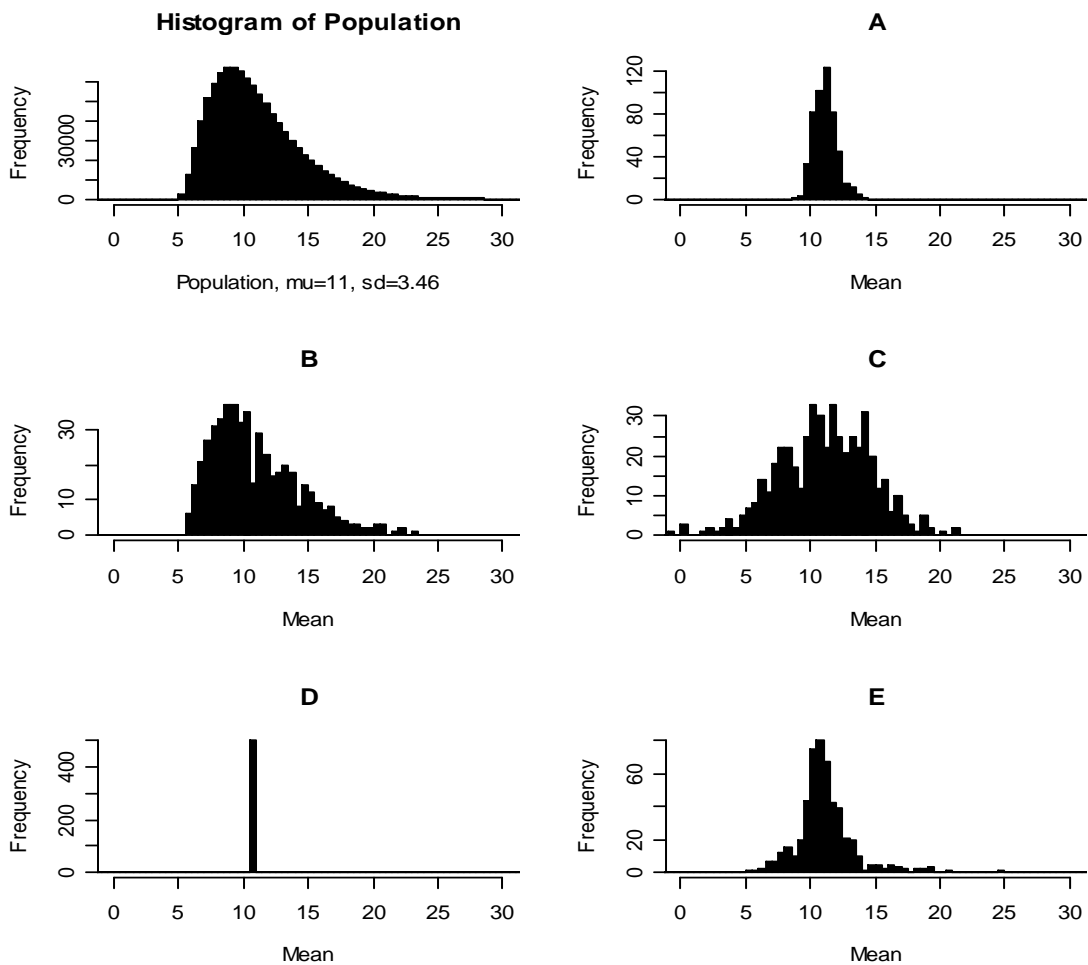 Histogram of Population
Frequency
0
30000
0 5 10 15 20 25 30
Population, mu=11, sd=3.46
A
Frequency
0 40 80 120
0 5 10 15 20 25 30
Mean
B
Frequency
0 10 30
0 5 10 15 20 25 30
Mean
C
Frequency
0 10 20 30
0 5 10 15 20 25 30
Mean
D
Frequency
0 200 400
0 5 10 15 20 25 30
Mean
E
Frequency
0 20 60
0 5 10 15 20 25 30
Mean